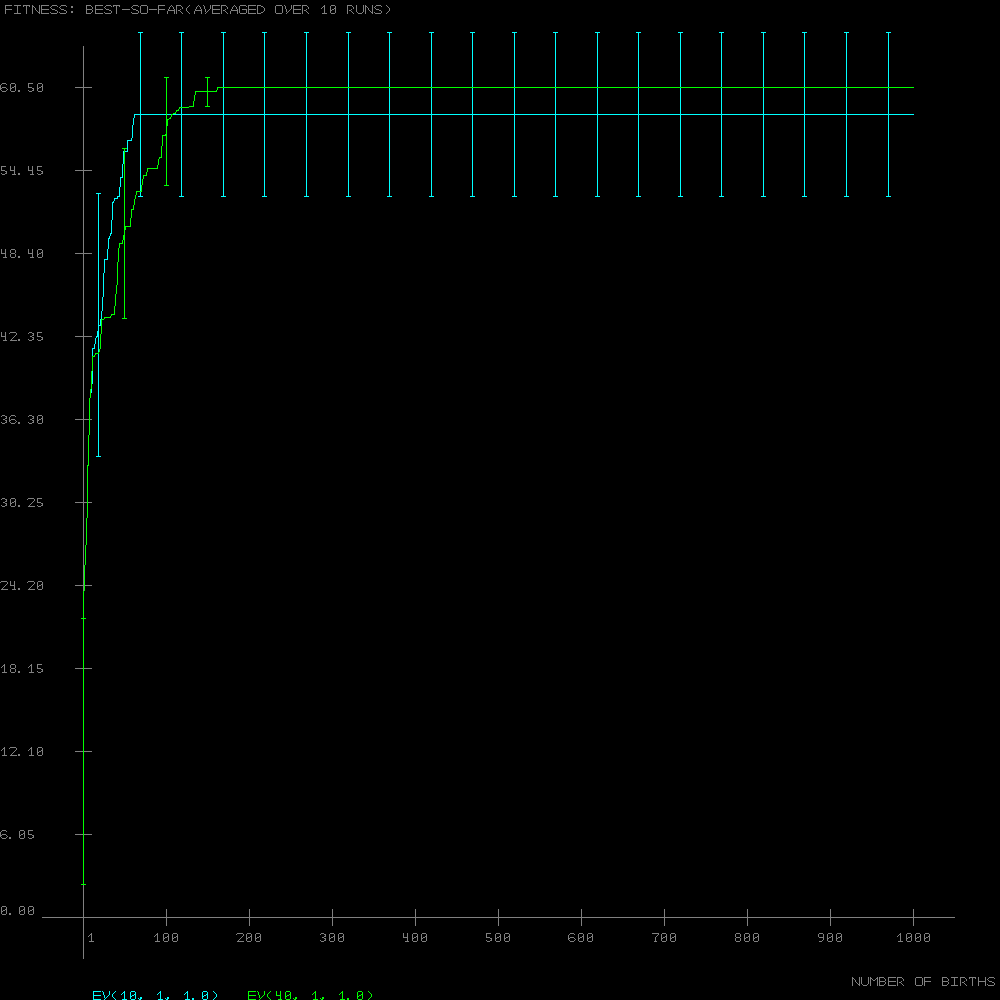 FITNESS: BEST-SO-FAR(AVERAGED OVER 10 RUNS)
60.50
54.45
48.40
42.35
36.30
30.25
24.20
18.15
12.10
6.05
0.00
1 100 200 300 400 500 600 700 800 900 1000
NUMBER OF BIRTHS
EV(10, 1, 1.0) EV(40, 1, 1.0)